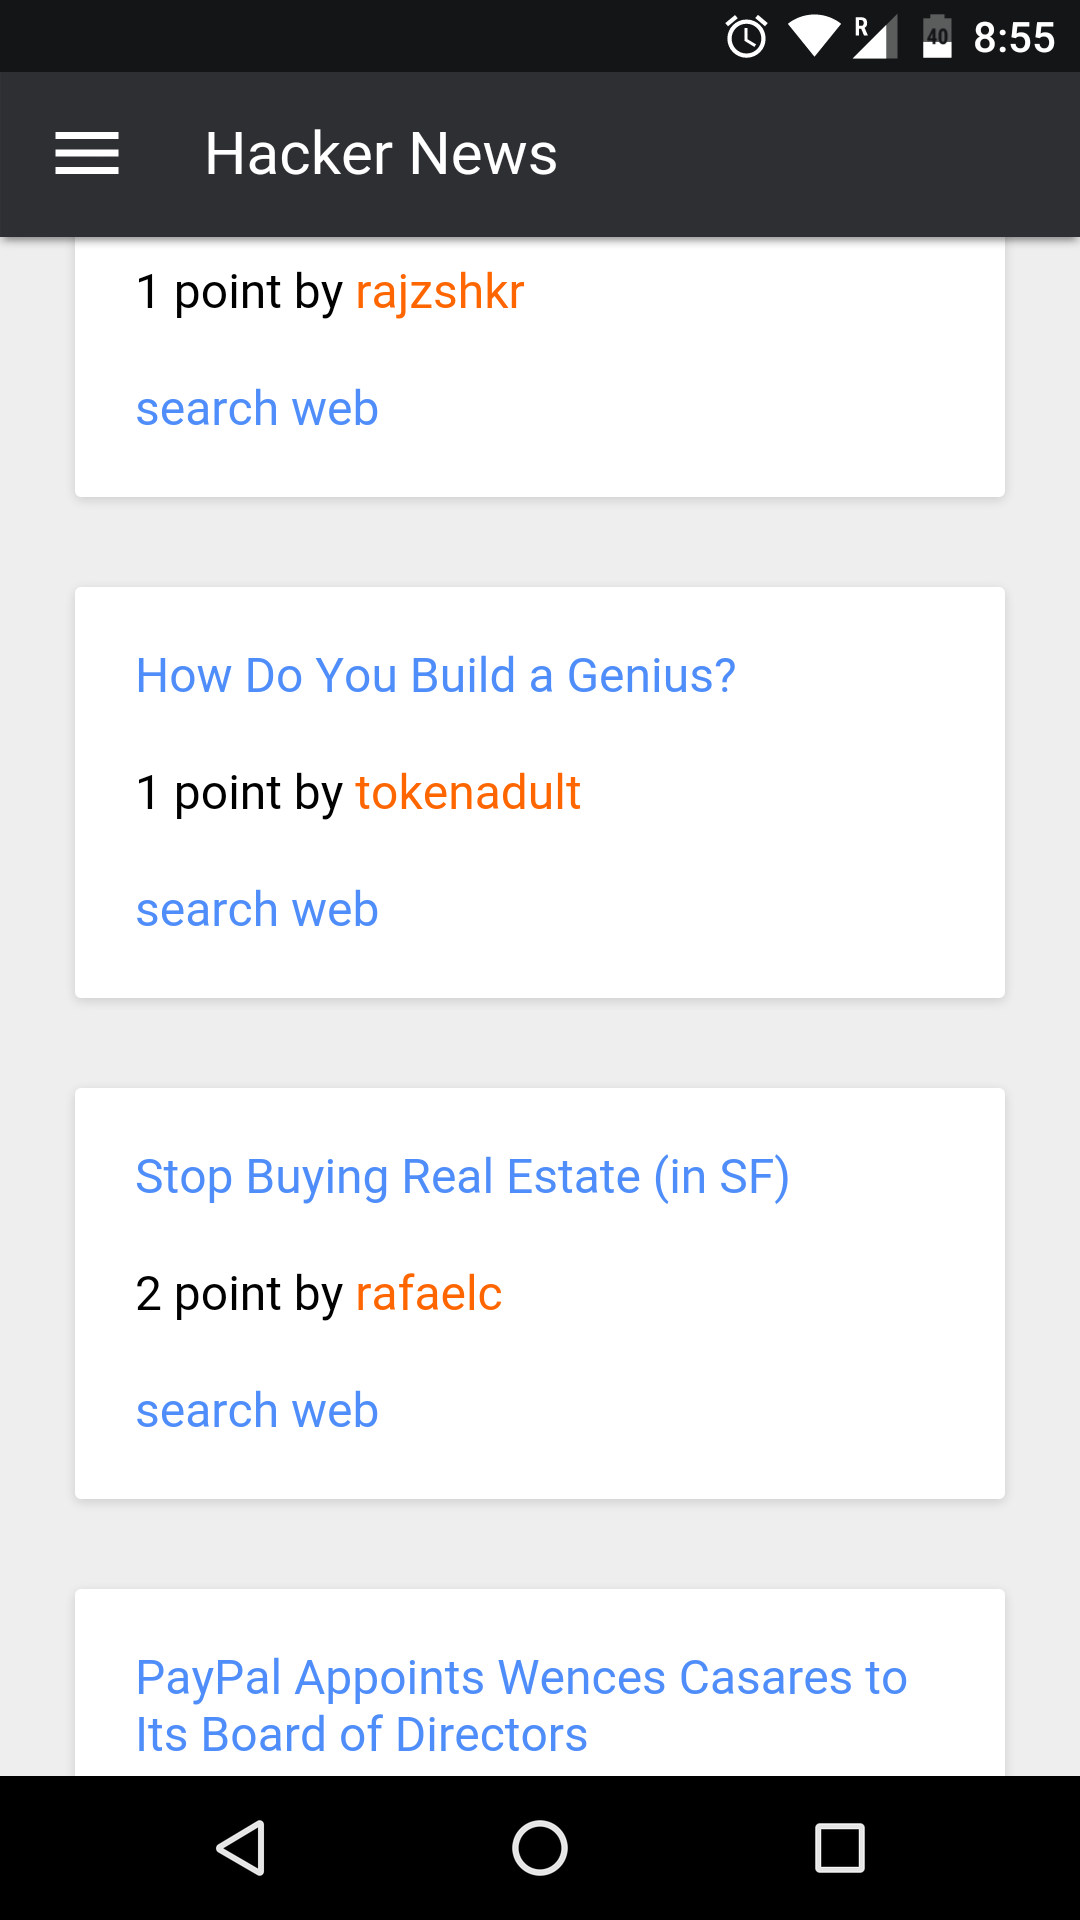 R 40 8:55
Hacker News
1 point by rajzshkr
search web
How Do You Build a Genius?
1 point by tokenadult
search web
Stop Buying Real Estate (in SF)
2 point by rafaelc
search web
PayPal Appoints Wences Casares to
Its Board of Directors